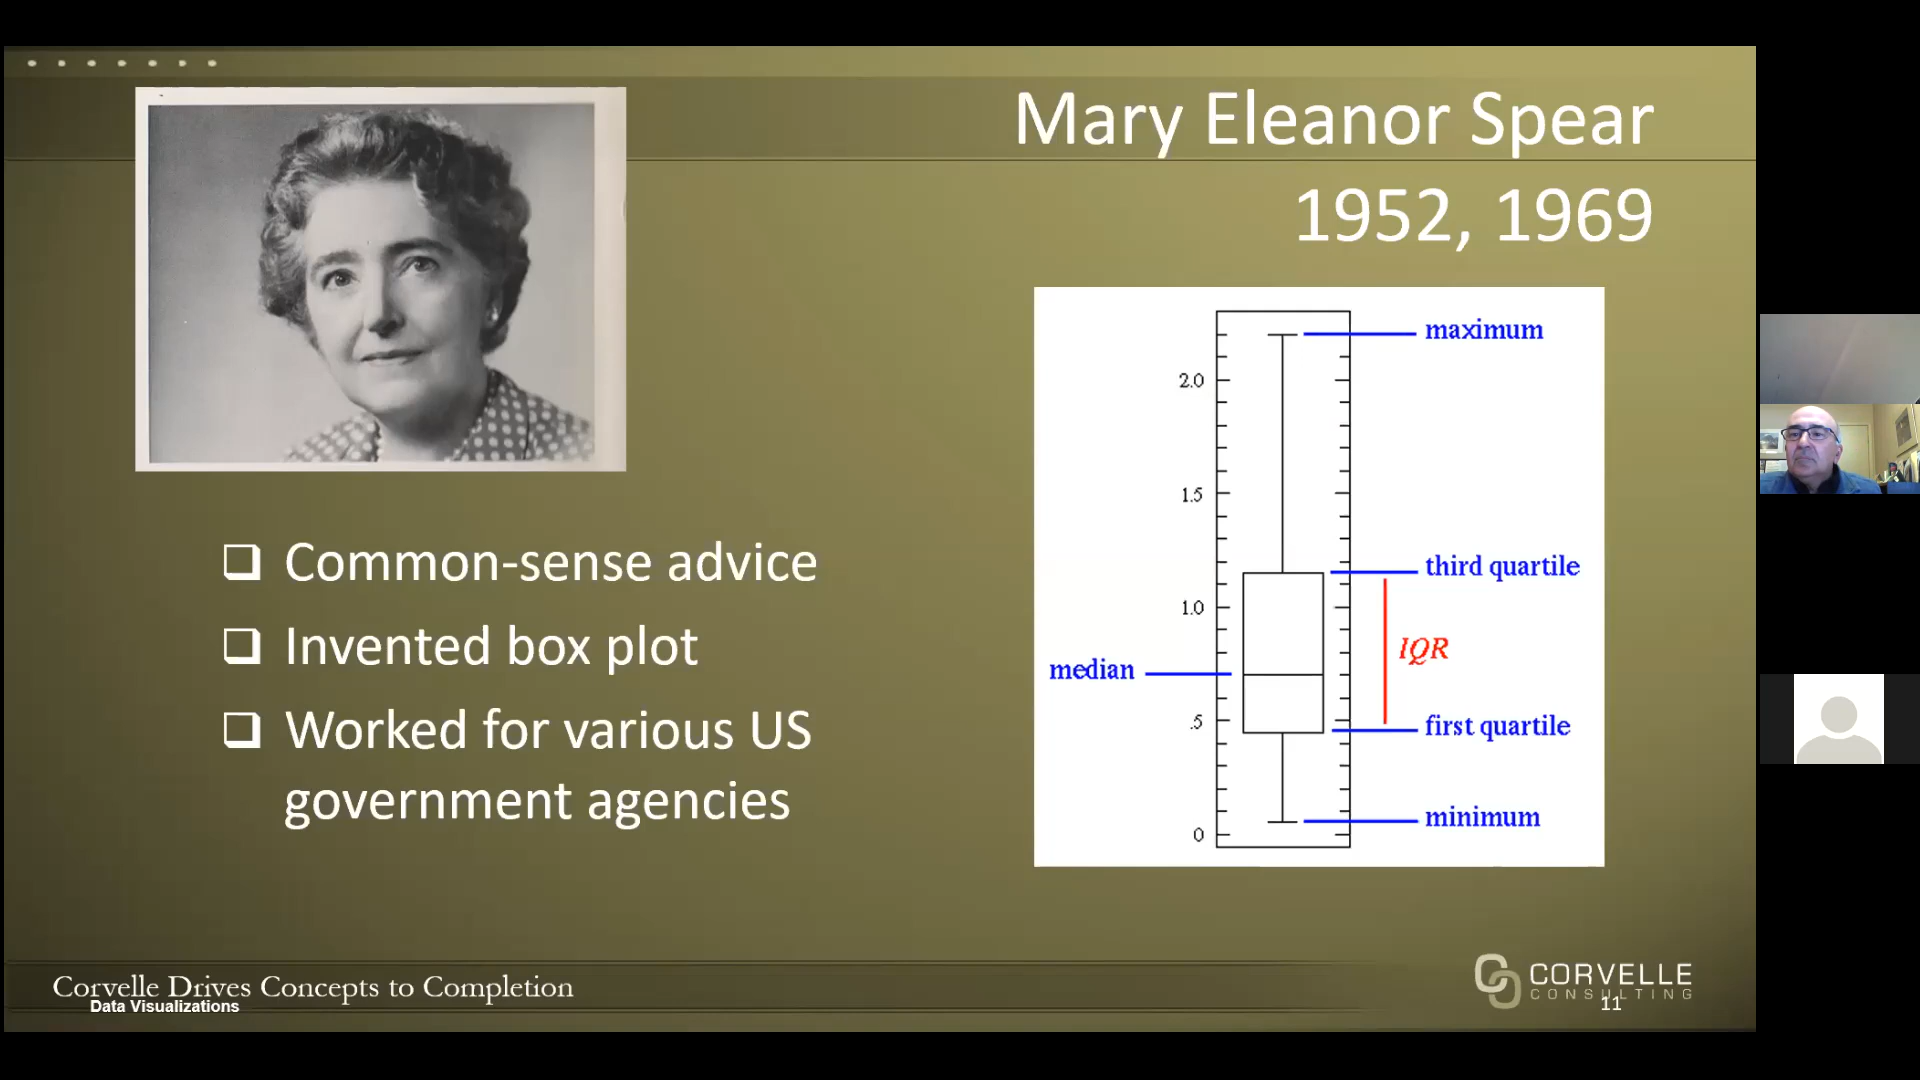 Mary Eleanor Spear
1952, 1969
❑ Common-sense advice
❑ Invented box plot
❑ Worked for various US
government agencies
maximum
2.0
1.5
third quartile
1.0
IQR
median
.5
first quartile
minimum
0
Corvelle Drives Concepts to Completion
Data Visualizations
CORVELLE
CONSULTING
11